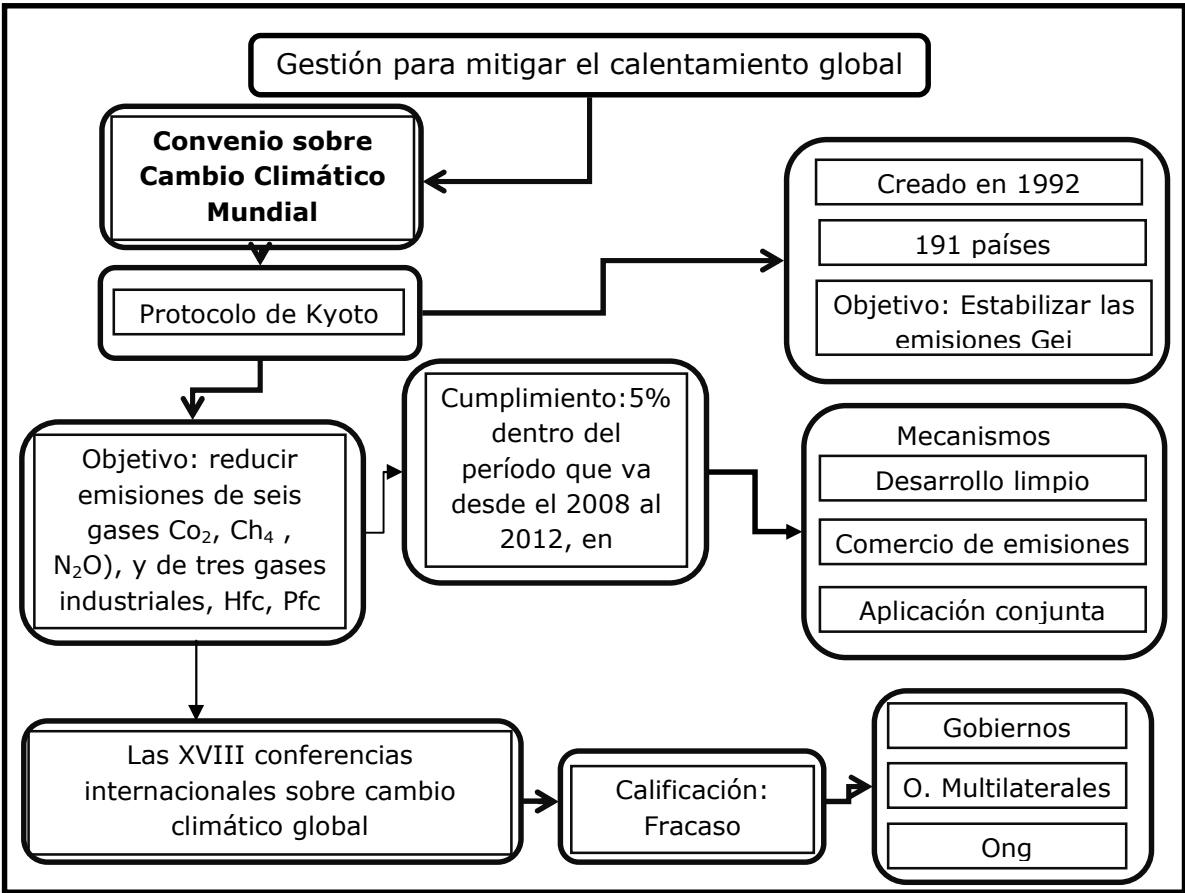 Gestión para mitigar el calentamiento global
Convenio sobre
Cambio Climático
Mundial
Creado en 1992
191 países
Objetivo: Estabilizar las
emisiones Gei
Protocolo de Kyoto
Cumplimiento:5%
dentro del
período que va
desde el 2008 al
2012, en
Objetivo: reducir
emisiones de seis
gases Co₂, Ch₄ ,
N₂O), y de tres gases
industriales, Hfc, Pfc
Mecanismos
Desarrollo limpio
Comercio de emisiones
Aplicación conjunta
Las XVIII conferencias
internacionales sobre cambio
climático global
Calificación:
Fracaso
Gobiernos
O. Multilaterales
Ong